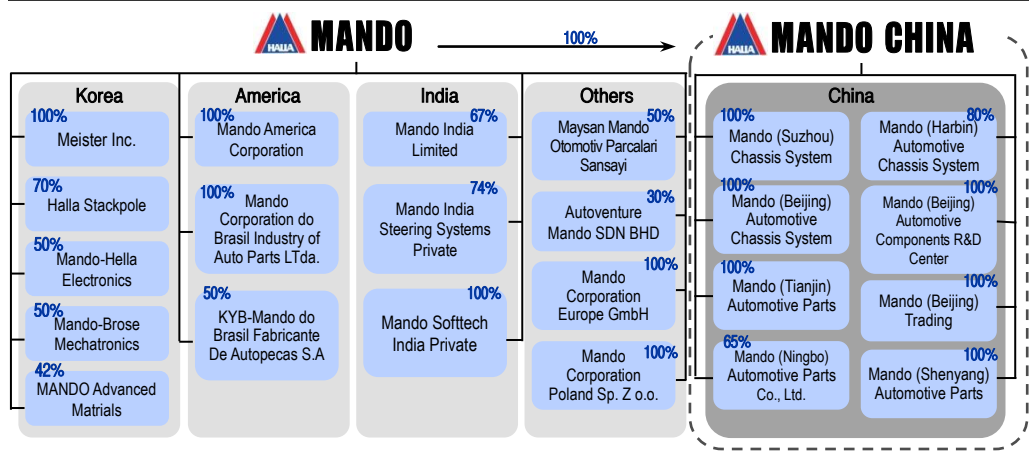 HALLA
MANDO
100%
HALLA
MANDO CHINA
Korea
100%
Meister Inc.
70%
Halla Stackpole
50%
Mando-Hella
Electronics
50%
Mando-Brose
Mechatronics
42%
MANDO Advanced
Matrials
America
100%
Mando America
Corporation
100%
Mando
Corporation do
Brasil Industry of
Auto Parts LTda.
50%
KYB-Mando do
Brasil Fabricante
De Autopecas S.A
India
67%
Mando India
Limited
74%
Mando India
Steering Systems
Private
100%
Mando Softtech
India Private
Others
50%
Maysan Mando
Otomotiv Parcalari
Sansayi
30%
Autoventure
Mando SDN BHD
100%
Mando
Corporation
Europe GmbH
100%
Mando
Corporation
Poland Sp. Z o.o.
China
100%
Mando (Suzhou)
Chassis System
100%
Mando (Beijing)
Automotive
Chassis System
100%
Mando (Tianjin)
Automotive Parts
65%
Mando (Ningbo)
Automotive Parts
Co., Ltd.
80%
Mando (Harbin)
Automotive
Chassis System
100%
Mando (Beijing)
Automotive
Components R&D
Center
100%
Mando (Beijing)
Trading
100%
Mando (Shenyang)
Automotive Parts